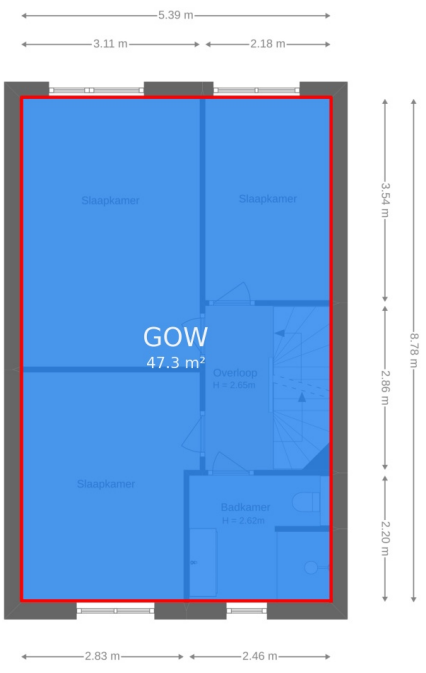 5.39 m
3.11 m
2.18 m
Slaapkamer
Slaapkamer
3.54 m
GOW
47.3 m²
8.78 m
Overloop
H = 2.65m
2.86 m
Slaapkamer
Badkamer
H = 2.62m
2.20 m
2.83 m
2.46 m